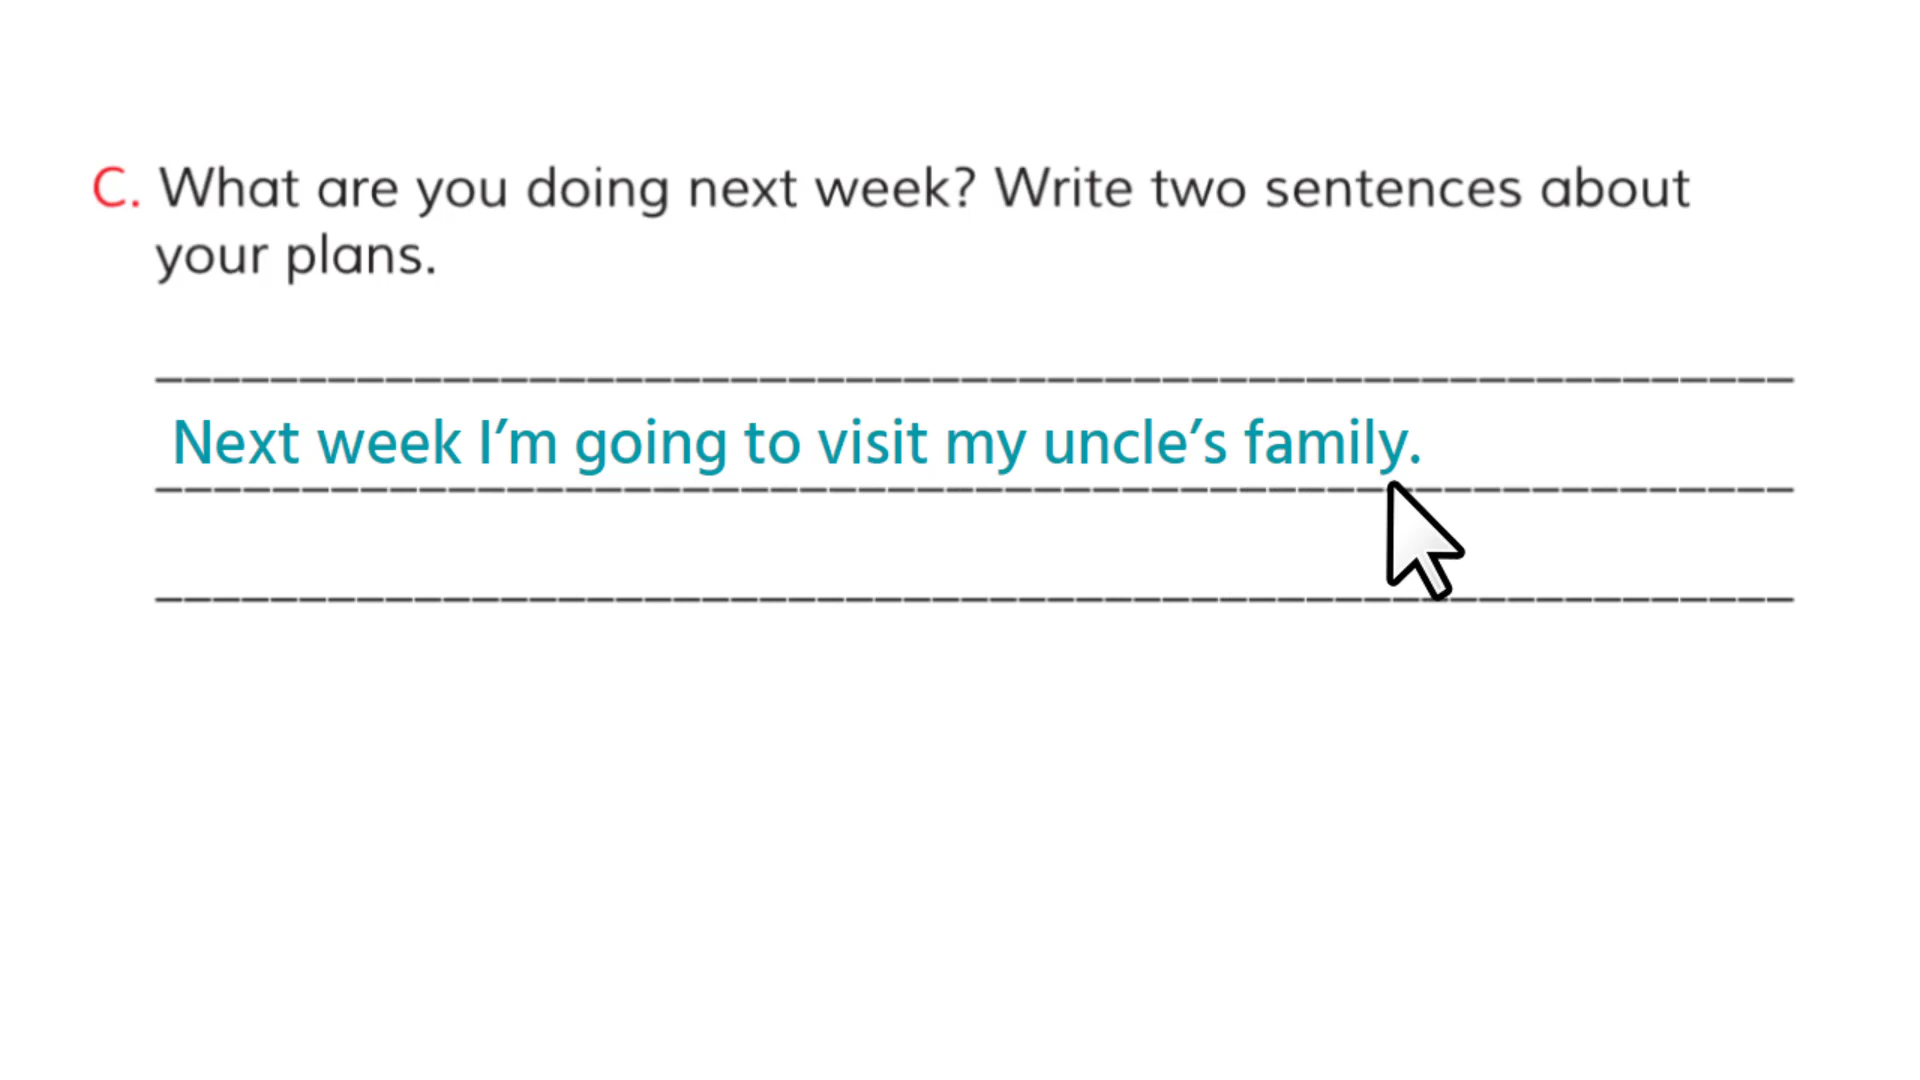 C. What are you doing next week? Write two sentences about
your plans.
Next week I’m going to visit my uncle’s family.